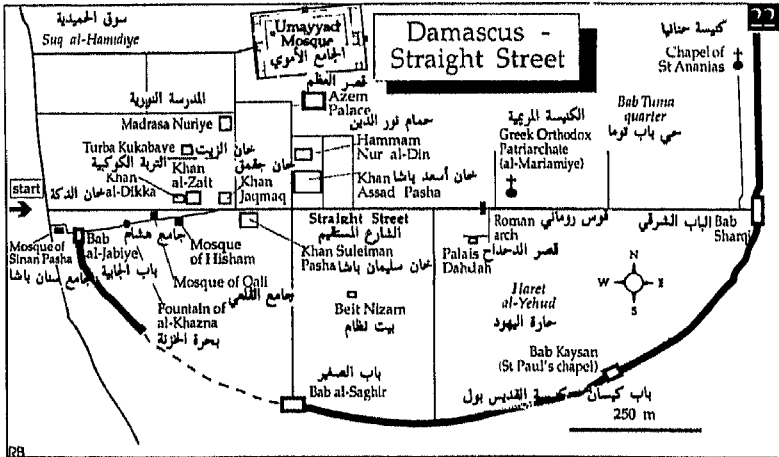 سوق الحميدية
Suq al-Hamidiye
Umayyad
Mosque
الجامع الأموي
Damascus -
Straight Street
22
كنيسة حنانيا
Chapel of
St Ananias
قصر العظم
Azem
Palace
المدرسة النورية
Madrasa Nuriye
حمام نور الدين
Hammam
Nur al-Din
الكنيسة المريمية
Greek Orthodox
Patriarchate
(al-Mariamiye)
Bab Tuma
quarter
حي باب توما
Turba Kukabaye
التربة الكوكبية
خان الزيت
Khan
al-Zait
خان جقمق
Khan
Jaqmaq
Khan
al-Dikka
خان الدكة
Khan
Assad Pasha
خان أسعد باشا
start
Straight Street
الشارع المستقيم
Roman
arch
قوس روماني
الباب الشرقي
Bab
Sharqi
Mosque of
Sinan Pasha
جامع سنان باشا
Bab
al-Jabiye
باب الجابية
جامع هشام
Mosque
of Hisham
Mosque of Qali
جامع القلعي
Fountain of
al-Khazna
بحرة الخزنة
Khan Suleiman
Pasha
خان سليمان باشا
Palais
Dahdah
قصر الدحداح
Beit Nizam
بيت نظام
Haret
al-Yehud
حارة اليهود
N
W
E
S
باب الصغير
Bab al-Saghir
Bab Kaysan
(St Paul's chapel)
باب كيسان - كنيسة القديس بول
250 m
RB